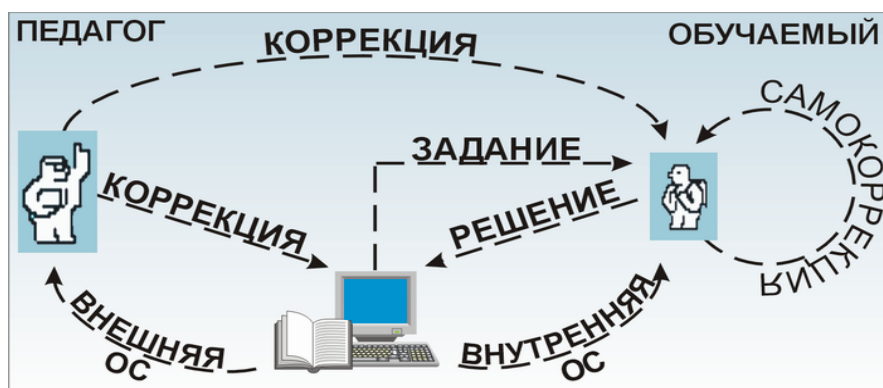 ПЕДАГОГ
КОРРЕКЦИЯ
ОБУЧАЕМЫЙ
САМОКОРРЕКЦИЯ
ЗАДАНИЕ
КОРРЕКЦИЯ
РЕШЕНИЕ
ВНЕШНЯЯ
ОС
ВНУТРЕННЯЯ
ОС